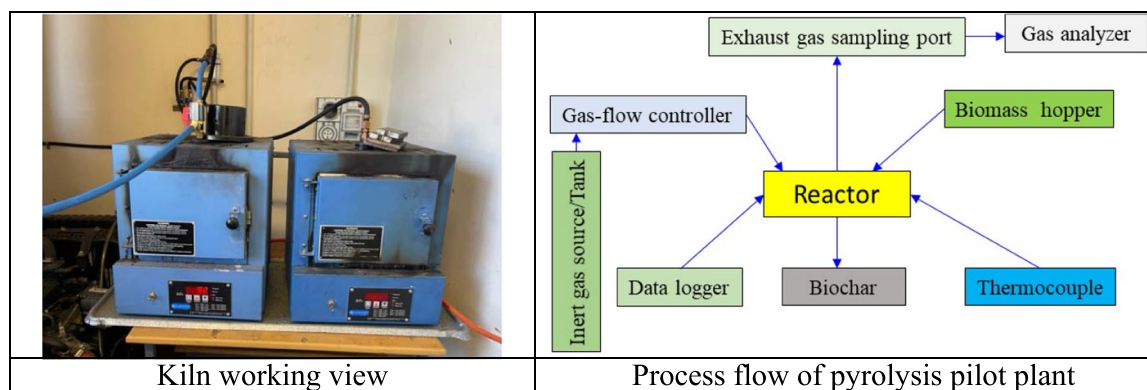 Exhaust gas sampling port
Gas analyzer
Gas-flow controller
Biomass hopper
Inert gas source/Tank
Reactor
Data logger
Biochar
Thermocouple
Kiln working view
Process flow of pyrolysis pilot plant